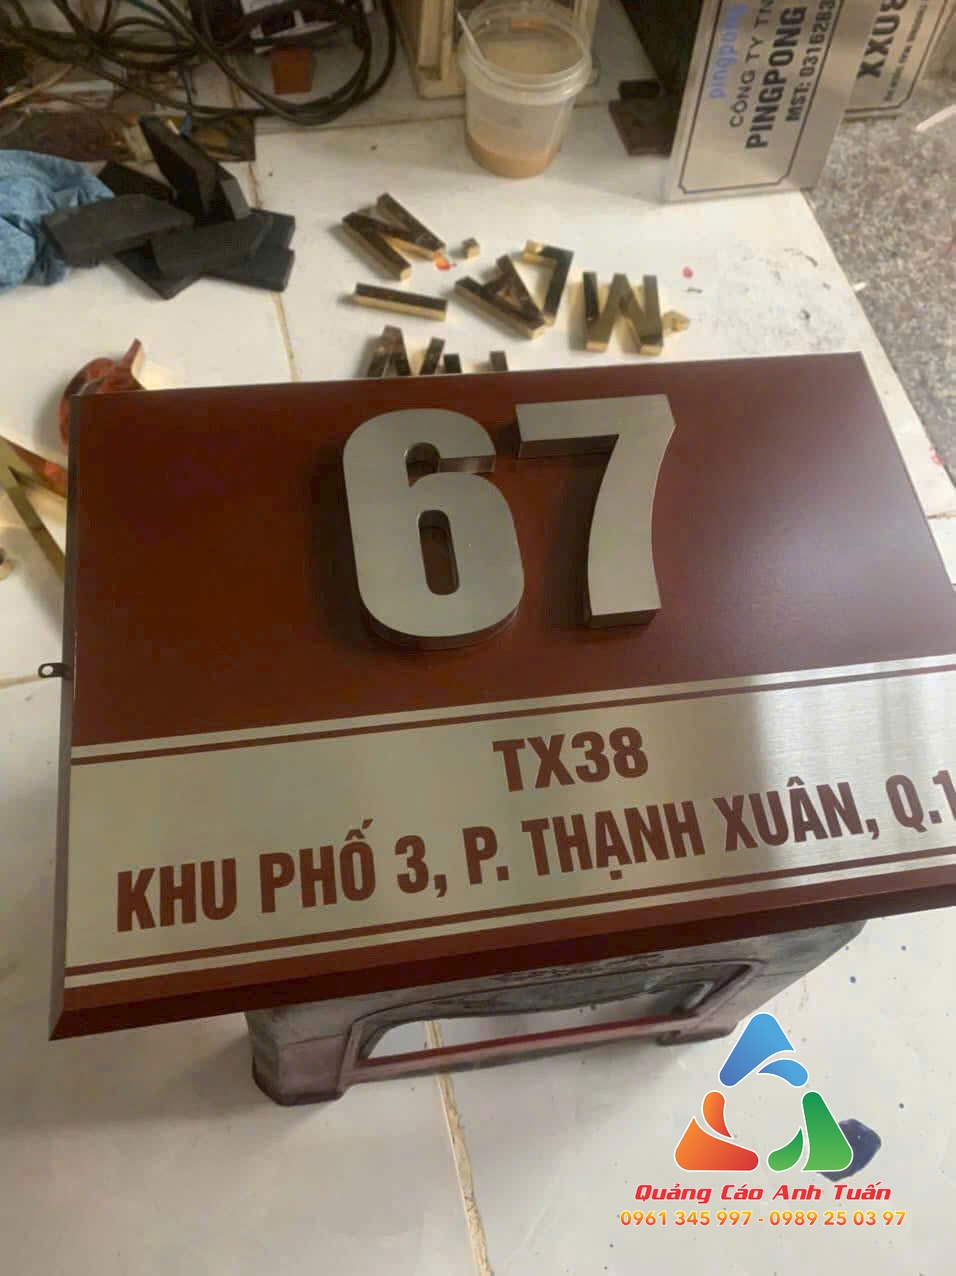 pingpong
CÔNG TY TN
PINGPONG
MST: 0316283
67
TX38
KHU PHỐ 3, P. THẠNH XUÂN, Q.1
Quảng Cáo Anh Tuấn
0961 345 997 - 0989 25 03 97